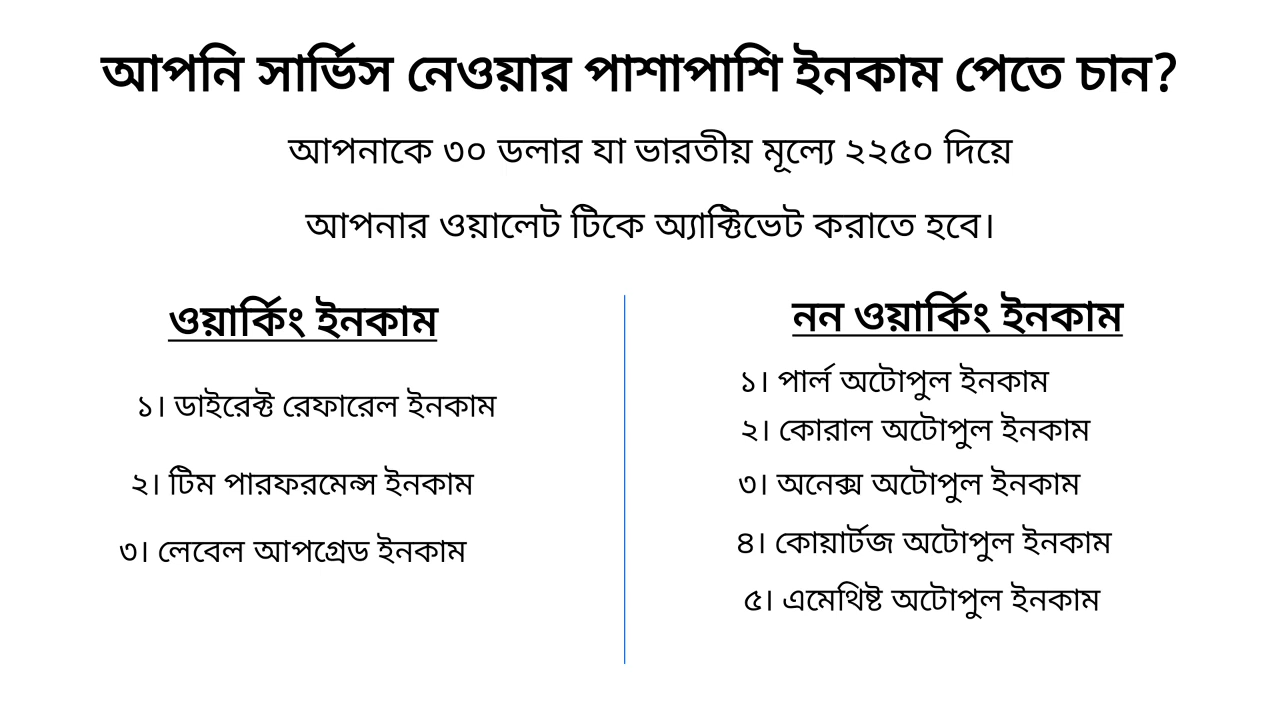 আপনি সার্ভিস নেওয়ার পাশাপাশি ইনকাম পেতে চান?
আপনাকে ৩০ ডলার যা ভারতীয় মূল্যে ২২৫০ দিয়ে
আপনার ওয়ালেট টিকে অ্যাক্টিভেট করাতে হবে।
ওয়ার্কিং ইনকাম
১। ডাইরেক্ট রেফারেল ইনকাম
২। টিম পারফরমেন্স ইনকাম
৩। লেবেল আপগ্রেড ইনকাম
নন ওয়ার্কিং ইনকাম
১। পার্ল অটোপুল ইনকাম
২। কোরাল অটোপুল ইনকাম
৩। অনেক্স অটোপুল ইনকাম
৪। কোয়ার্টজ অটোপুল ইনকাম
৫। এমেথিষ্ট অটোপুল ইনকাম